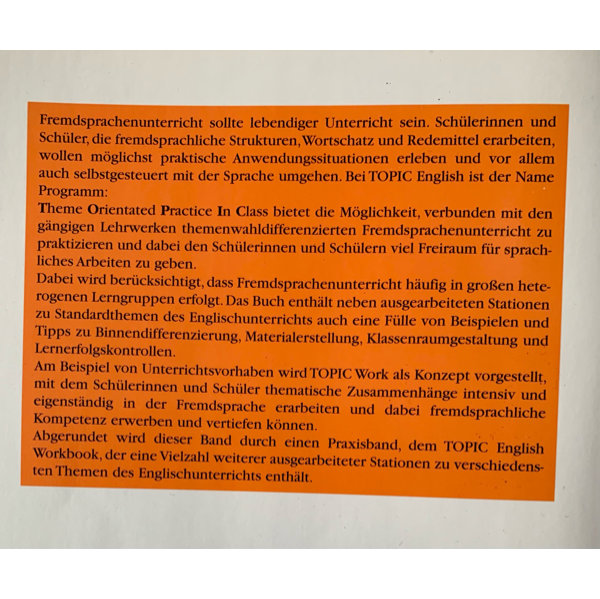 Fremdsprachenunterricht sollte lebendiger Unterricht sein. Schülerinnen und
Schüler, die fremdsprachliche Strukturen, Wortschatz und Redemittel erarbeiten,
wollen möglichst praktische Anwendungssituationen erleben und vor allem
auch selbstgesteuert mit der Sprache umgehen. Bei TOPIC English ist der Name
Programm:
Theme Orientated Practice In Class bietet die Möglichkeit, verbunden mit den
gängigen Lehrwerken themenwahldifferenzierten Fremdsprachenunterricht zu
praktizieren und dabei den Schülerinnen und Schülern viel Freiraum für sprach-
liches Arbeiten zu geben.
Dabei wird berücksichtigt, dass Fremdsprachenunterricht häufig in großen hete-
rogenen Lerngruppen erfolgt. Das Buch enthält neben ausgearbeiteten Stationen
zu Standardthemen des Englischunterrichts auch eine Fülle von Beispielen und
Tipps zu Binnendifferenzierung, Materialerstellung, Klassenraumgestaltung und
Lernerfolgskontrollen.
Am Beispiel von Unterrichtsvorhaben wird TOPIC Work als Konzept vorgestellt,
mit dem Schülerinnen und Schüler thematische Zusammenhänge intensiv und
eigenständig in der Fremdsprache erarbeiten und dabei fremdsprachliche
Kompetenz erwerben und vertiefen können.
Abgerundet wird dieser Band durch einen Praxisband, dem TOPIC English
Workbook, der eine Vielzahl weiterer ausgearbeiteter Stationen zu verschiedens-
ten Themen des Englischunterrichts enthält.